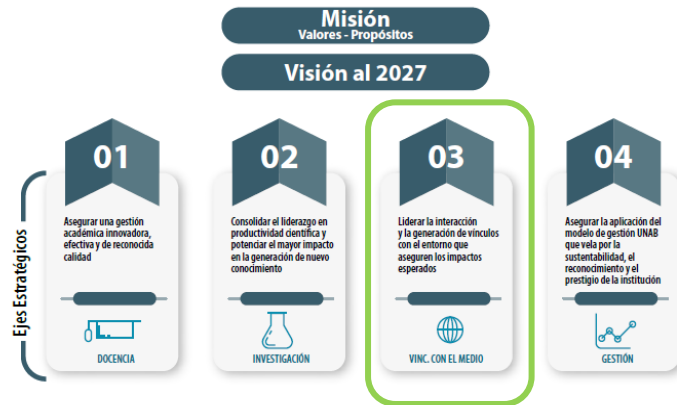 Misión
Valores - Propósitos
Visión al 2027
Ejes Estratégicos
01
Asegurar una gestión
académica innovadora,
efectiva y de reconocida
calidad
DOCENCIA
02
Consolidar el liderazgo en
productividad científica y
potenciar el mayor impacto
en la generación de nuevo
conocimiento
INVESTIGACIÓN
03
Liderar la interacción
y la generación de vínculos
con el entorno que
aseguren los impactos
esperados
VINC. CON EL MEDIO
04
Asegurar la aplicación del
modelo de gestión UNAB
que vela por la
sustentabilidad, el
reconocimiento y el
prestigio de la institución
GESTIÓN